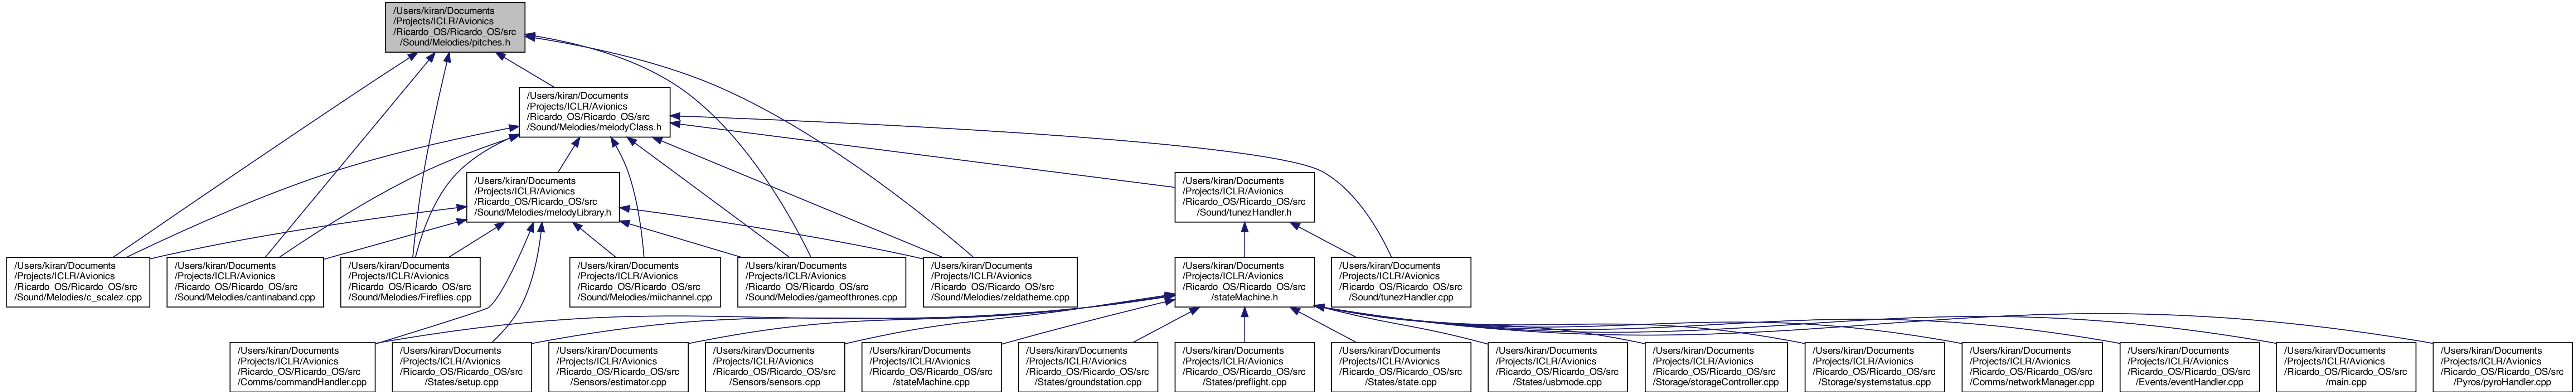 /Users/kiran/Documents
/Projects/ICLR/Avionics
/Ricardo_OS/Ricardo_OS/src
/Sound/Melodies/pitches.h
/Users/kiran/Documents
/Projects/ICLR/Avionics
/Ricardo_OS/Ricardo_OS/src
/Sound/Melodies/melodyClass.h
/Users/kiran/Documents
/Projects/ICLR/Avionics
/Ricardo_OS/Ricardo_OS/src
/Sound/Melodies/melodyLibrary.h
/Users/kiran/Documents
/Projects/ICLR/Avionics
/Ricardo_OS/Ricardo_OS/src
/Sound/tunezHandler.h
/Users/kiran/Documents
/Projects/ICLR/Avionics
/Ricardo_OS/Ricardo_OS/src
/Sound/Melodies/c_scalez.cpp
/Users/kiran/Documents
/Projects/ICLR/Avionics
/Ricardo_OS/Ricardo_OS/src
/Sound/Melodies/cantinaband.cpp
/Users/kiran/Documents
/Projects/ICLR/Avionics
/Ricardo_OS/Ricardo_OS/src
/Sound/Melodies/Fireflies.cpp
/Users/kiran/Documents
/Projects/ICLR/Avionics
/Ricardo_OS/Ricardo_OS/src
/Sound/Melodies/miichannel.cpp
/Users/kiran/Documents
/Projects/ICLR/Avionics
/Ricardo_OS/Ricardo_OS/src
/Sound/Melodies/gameofthrones.cpp
/Users/kiran/Documents
/Projects/ICLR/Avionics
/Ricardo_OS/Ricardo_OS/src
/Sound/Melodies/zeldatheme.cpp
/Users/kiran/Documents
/Projects/ICLR/Avionics
/Ricardo_OS/Ricardo_OS/src
/stateMachine.h
/Users/kiran/Documents
/Projects/ICLR/Avionics
/Ricardo_OS/Ricardo_OS/src
/Sound/tunezHandler.cpp
/Users/kiran/Documents
/Projects/ICLR/Avionics
/Ricardo_OS/Ricardo_OS/src
/Comms/commandHandler.cpp
/Users/kiran/Documents
/Projects/ICLR/Avionics
/Ricardo_OS/Ricardo_OS/src
/States/setup.cpp
/Users/kiran/Documents
/Projects/ICLR/Avionics
/Ricardo_OS/Ricardo_OS/src
/Sensors/estimator.cpp
/Users/kiran/Documents
/Projects/ICLR/Avionics
/Ricardo_OS/Ricardo_OS/src
/Sensors/sensors.cpp
/Users/kiran/Documents
/Projects/ICLR/Avionics
/Ricardo_OS/Ricardo_OS/src
/stateMachine.cpp
/Users/kiran/Documents
/Projects/ICLR/Avionics
/Ricardo_OS/Ricardo_OS/src
/States/groundstation.cpp
/Users/kiran/Documents
/Projects/ICLR/Avionics
/Ricardo_OS/Ricardo_OS/src
/States/preflight.cpp
/Users/kiran/Documents
/Projects/ICLR/Avionics
/Ricardo_OS/Ricardo_OS/src
/States/state.cpp
/Users/kiran/Documents
/Projects/ICLR/Avionics
/Ricardo_OS/Ricardo_OS/src
/States/usbmode.cpp
/Users/kiran/Documents
/Projects/ICLR/Avionics
/Ricardo_OS/Ricardo_OS/src
/Storage/storageController.cpp
/Users/kiran/Documents
/Projects/ICLR/Avionics
/Ricardo_OS/Ricardo_OS/src
/Storage/systemstatus.cpp
/Users/kiran/Documents
/Projects/ICLR/Avionics
/Ricardo_OS/Ricardo_OS/src
/Comms/networkManager.cpp
/Users/kiran/Documents
/Projects/ICLR/Avionics
/Ricardo_OS/Ricardo_OS/src
/Events/eventHandler.cpp
/Users/kiran/Documents
/Projects/ICLR/Avionics
/Ricardo_OS/Ricardo_OS/src
/main.cpp
/Users/kiran/Documents
/Projects/ICLR/Avionics
/Ricardo_OS/Ricardo_OS/src
/Pyros/pyroHandler.cpp